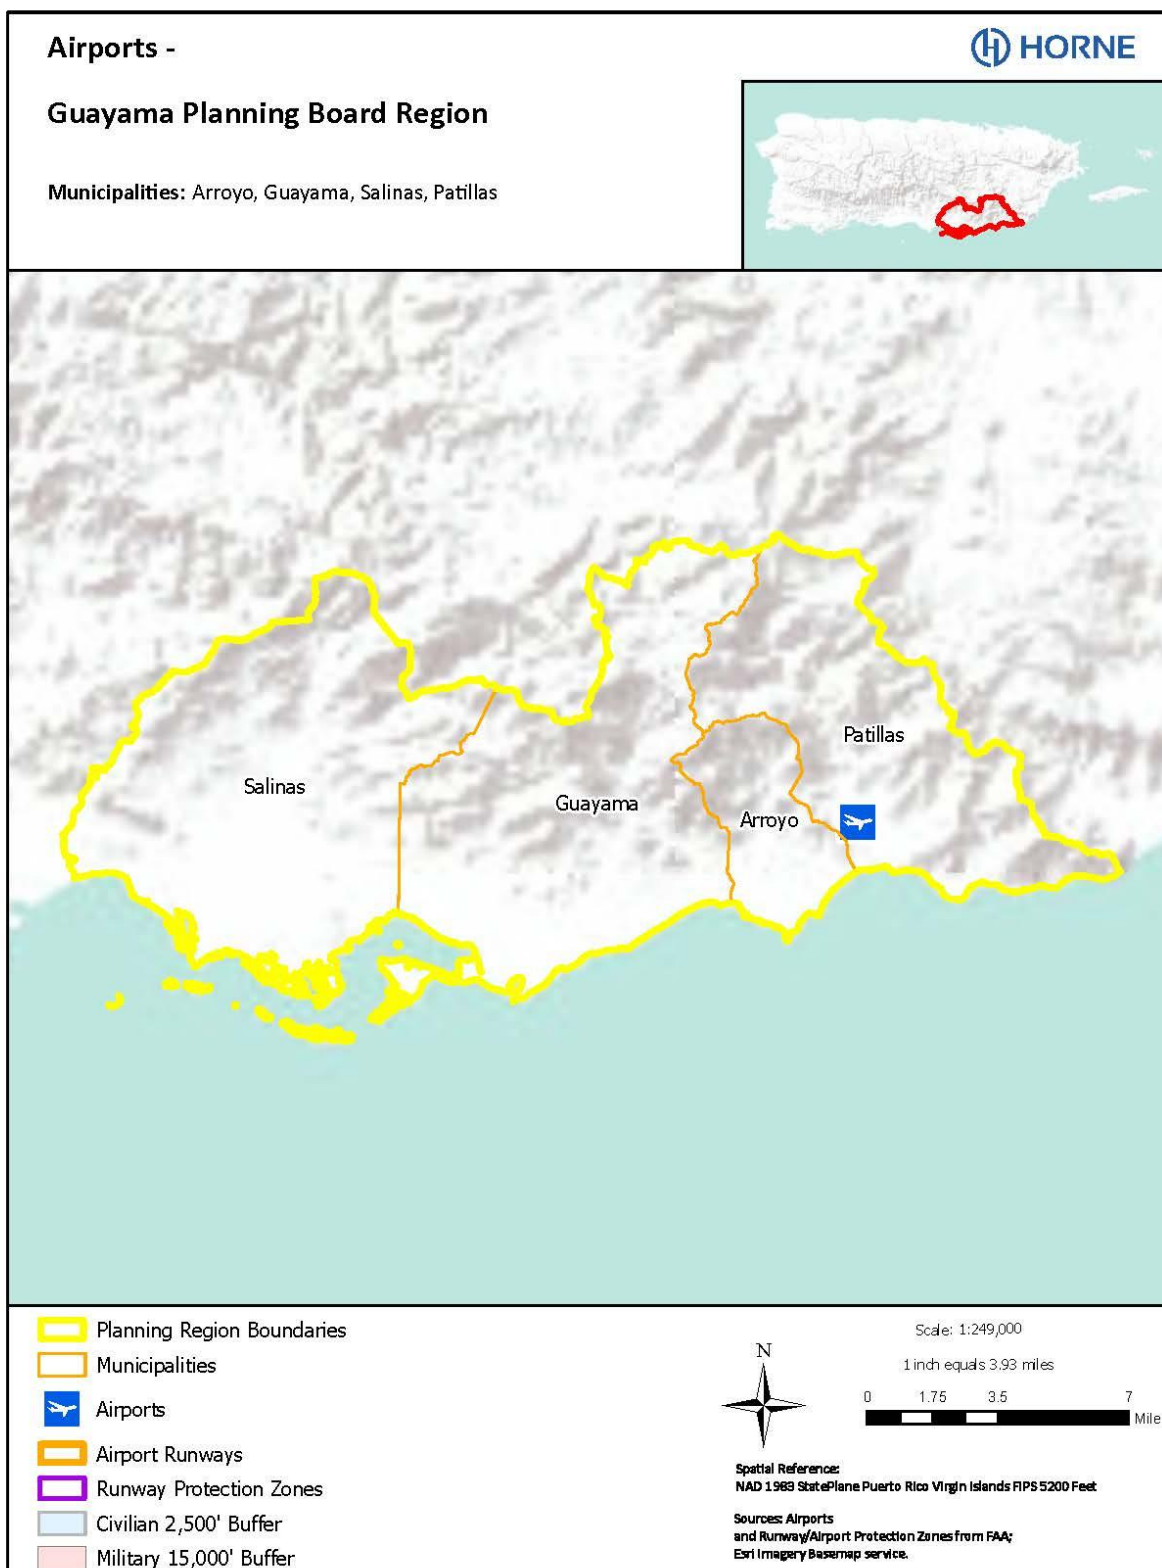 Airports -
HORNE
Guayama Planning Board Region
Municipalities: Arroyo, Guayama, Salinas, Patillas
Patillas
Salinas
Guayama
Arroyo
Planning Region Boundaries
Municipalities
Airports
Airport Runways
Runway Protection Zones
Civilian 2,500' Buffer
Military 15,000' Buffer
Scale: 1:249,000
1 inch equals 3.93 miles
N
0 1.75 3.5 7
Mile
Spatial Reference:
NAD 1983 StatePlane Puerto Rico Virgin Islands FIPS 5200 Feet
Sources: Airports
and Runway/Airport Protection Zones from FAA;
Esri Imagery Basemap service.